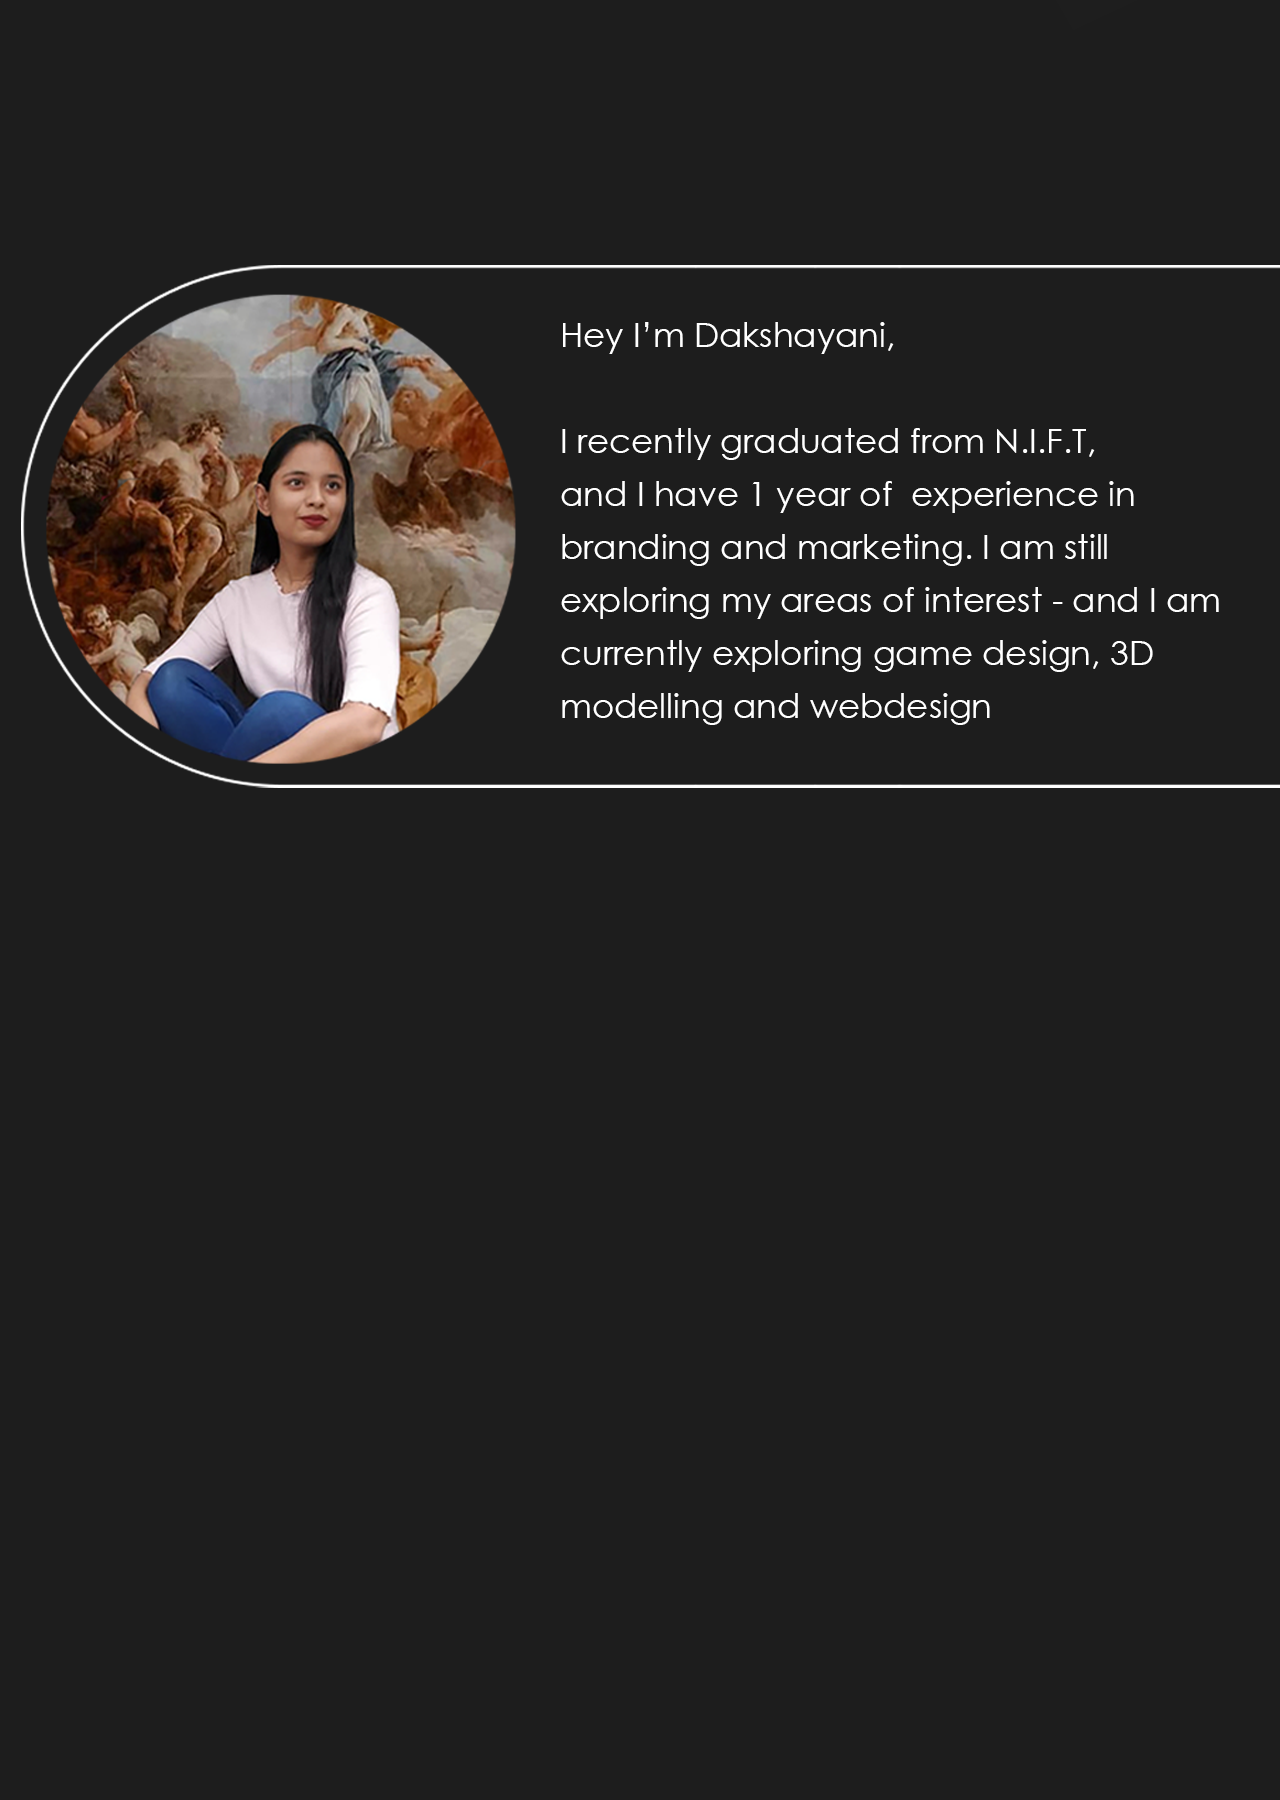 Hey I’m Dakshayani,
I recently graduated from N.I.F.T,
and I have 1 year of  experience in
branding and marketing. I am still
exploring my areas of interest - and I am
currently exploring game design, 3D
modelling and webdesign